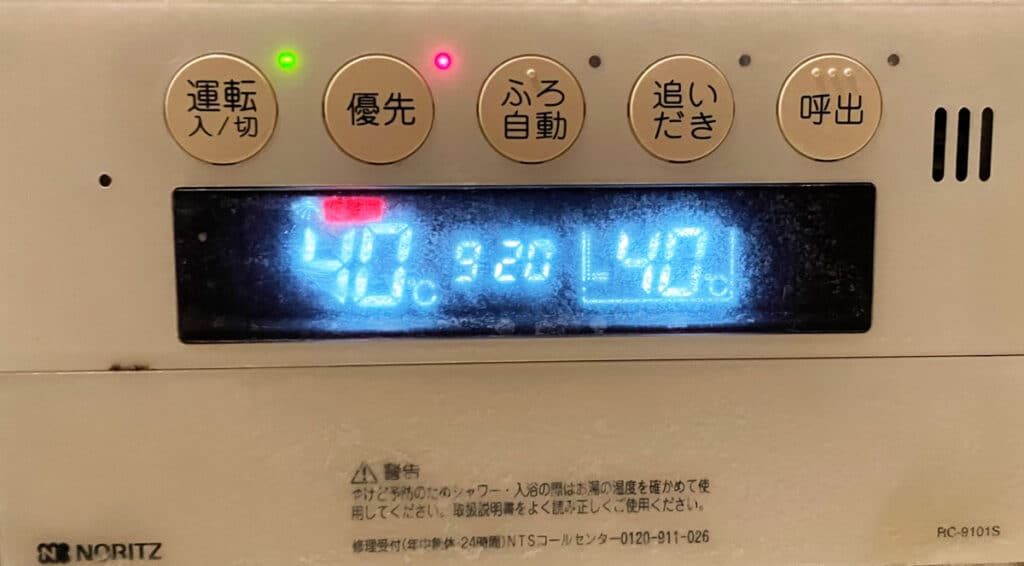 運転
入/切
優先
ふろ
自動
追い
だき
呼出
40℃ 9 20 40℃
警告
やけど予防のためシャワー・入浴の際はお湯の温度を確かめて使
用してください。取扱説明書をよく読み正しくご使用ください。
修理受付(年中無休 24時間)NTSコールセンター0120-911-026
NORITZ
RC-9101S